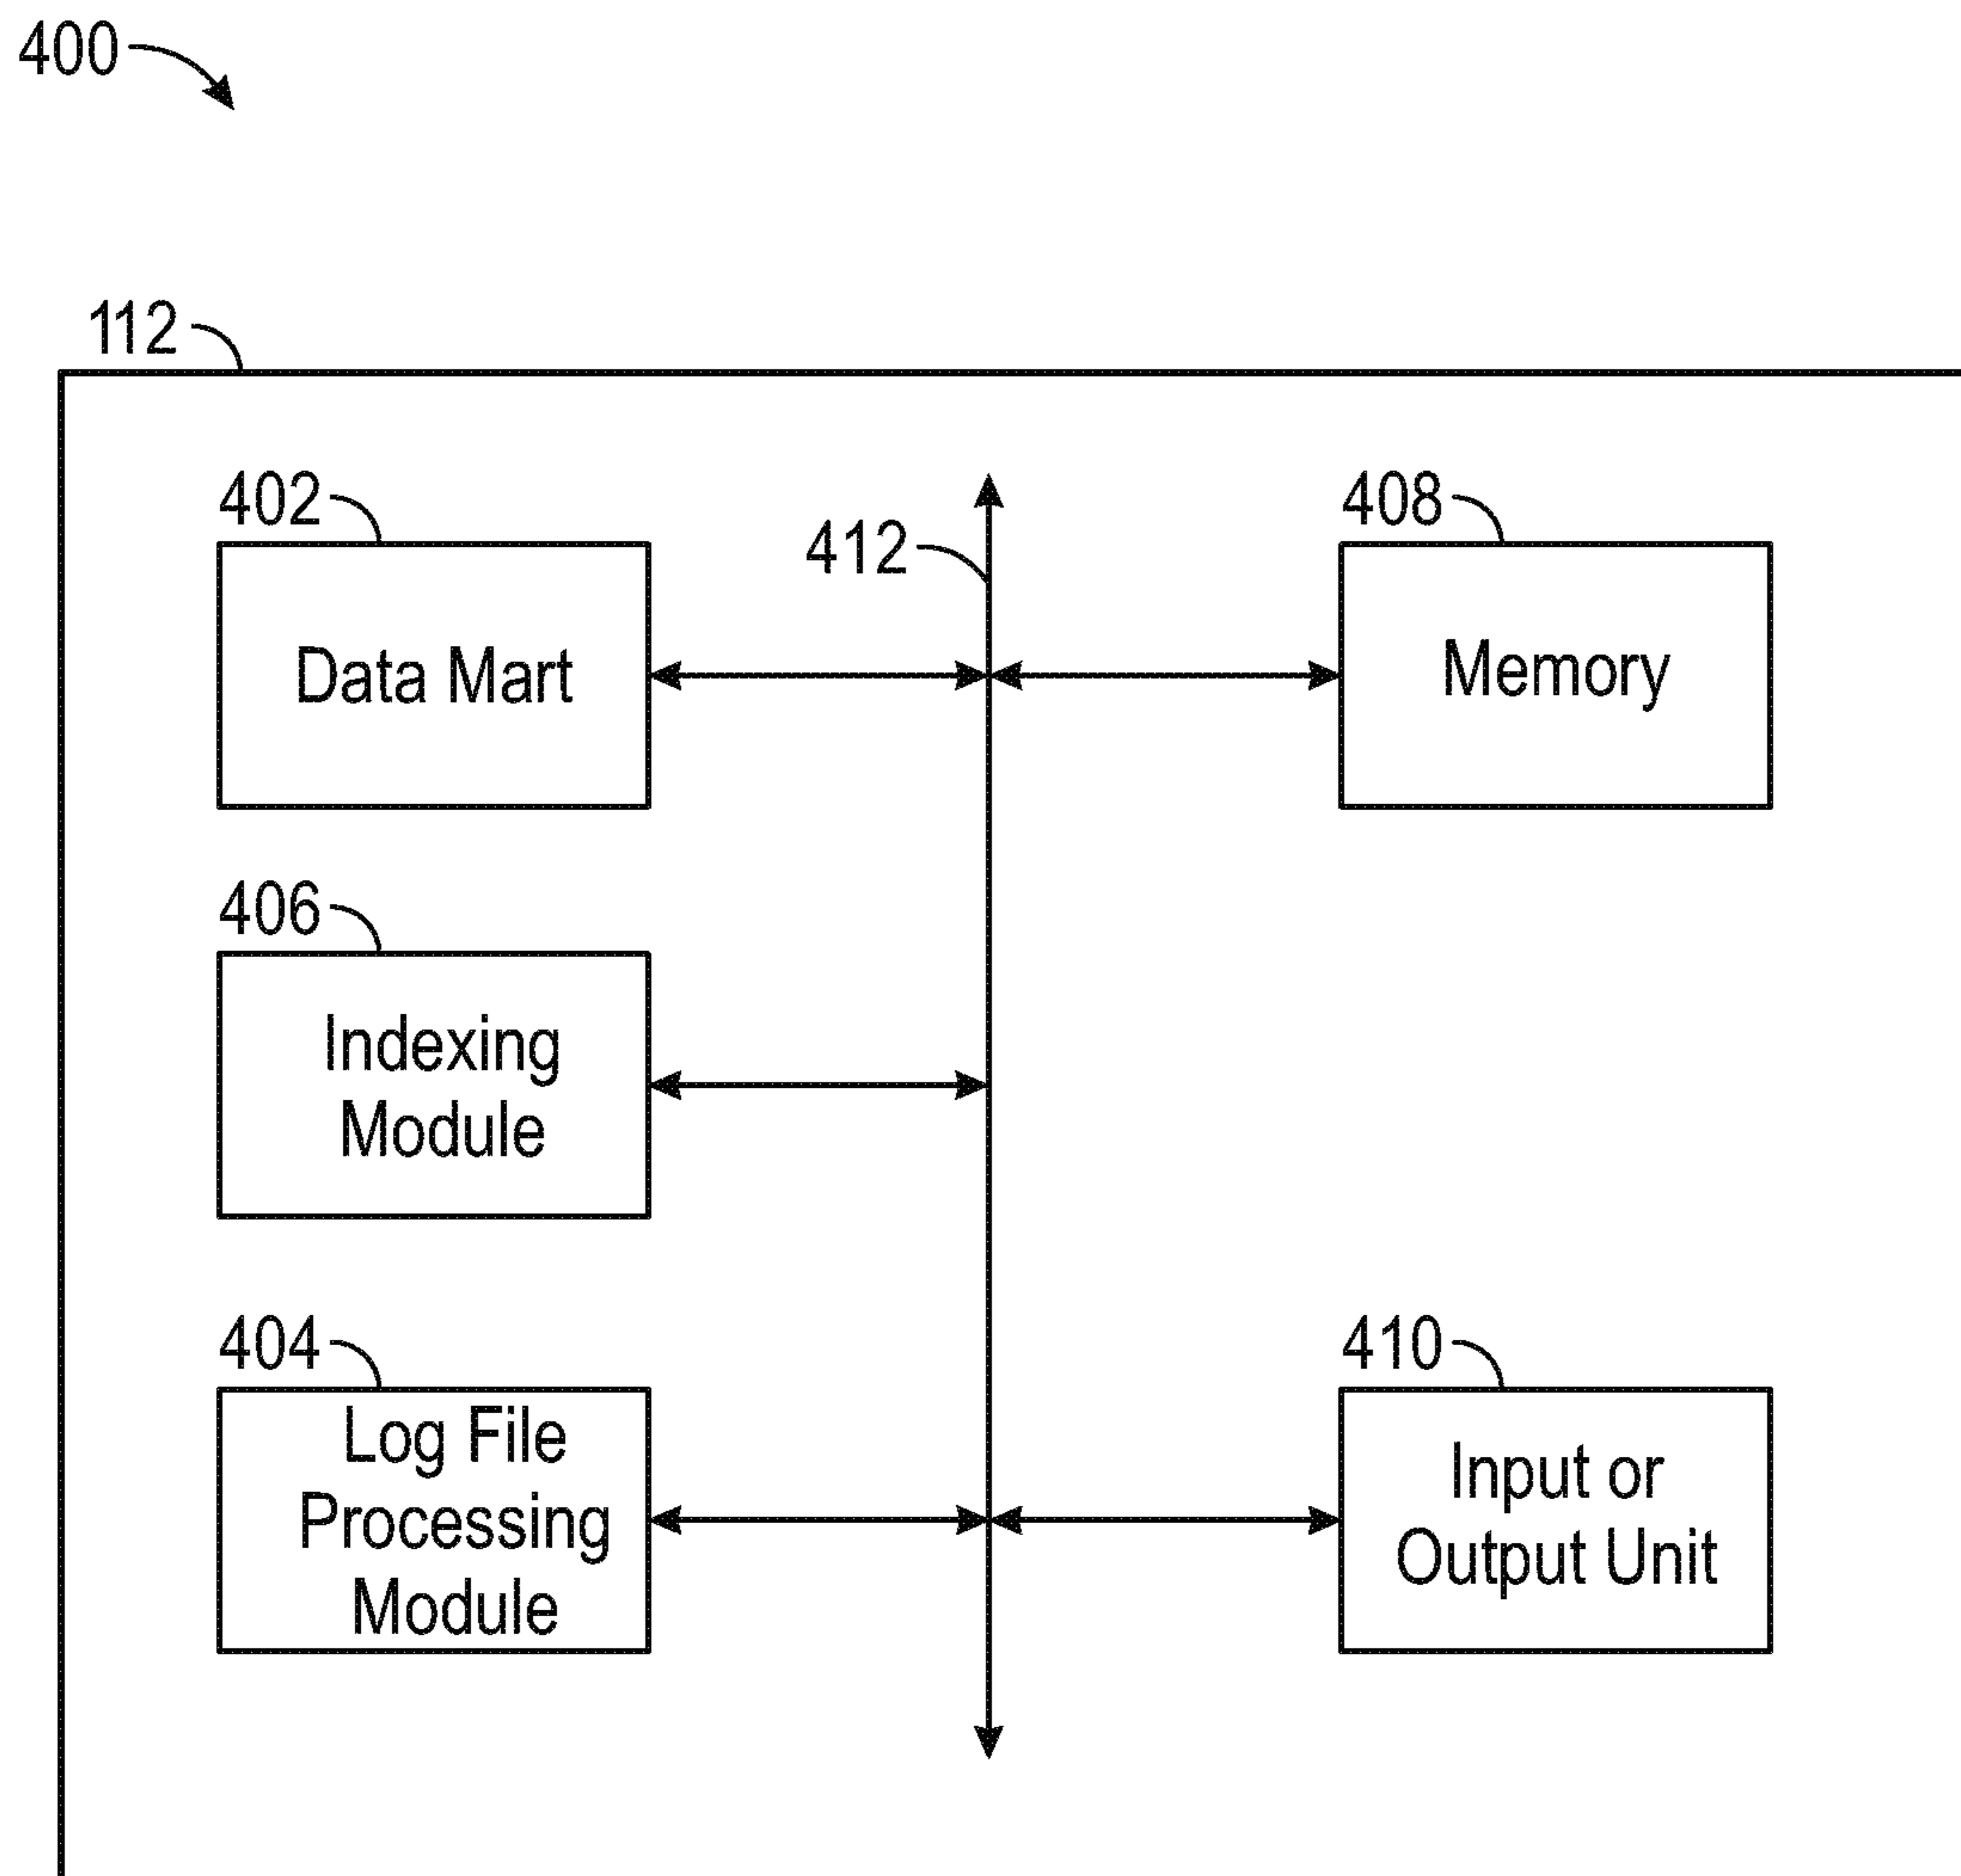 400
112
402
412
408
Data Mart
Memory
406
Indexing
Module
404
410
Log File
Processing
Module
Input or
Output Unit